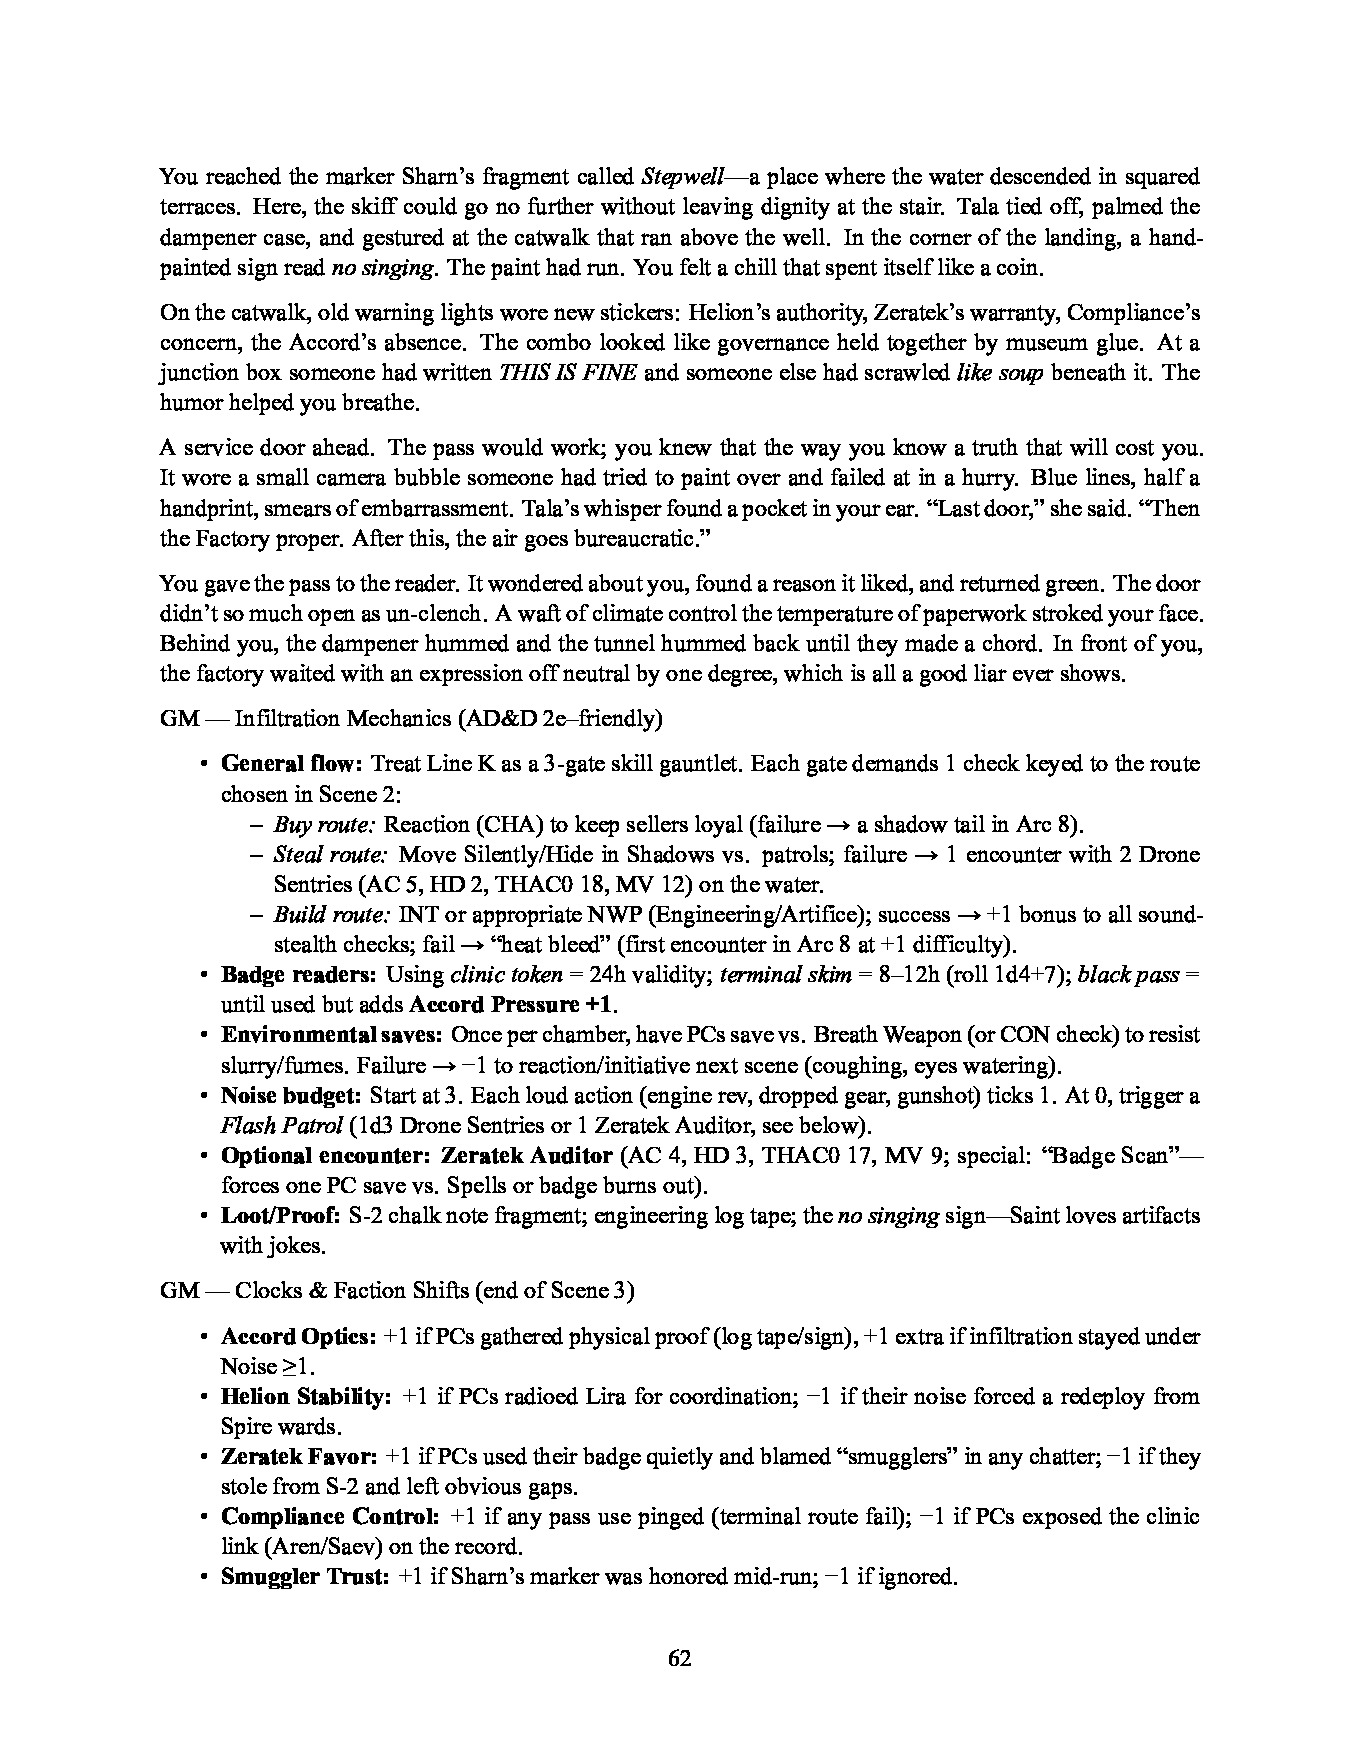 You reached the marker Sharn’s fragment called Stepwell—a place where the water descended in squared
terraces. Here, the skiff could go no further without leaving dignity at the stair. Tala tied off, palmed the
dampener case, and gestured at the catwalk that ran above the well. In the corner of the landing, a hand-
painted sign read no singing. The paint had run. You felt a chill that spent itself like a coin.
On the catwalk, old warning lights wore new stickers: Helion’s authority, Zeratek’s warranty, Compliance’s
concern, the Accord’s absence. The combo looked like governance held together by museum glue. At a
junction box someone had written THIS IS FINE and someone else had scrawled like soup beneath it. The
humor helped you breathe.
A service door ahead. The pass would work; you knew that the way you know a truth that will cost you.
It wore a small camera bubble someone had tried to paint over and failed at in a hurry. Blue lines, half a
handprint, smears of embarrassment. Tala’s whisper found a pocket in your ear. “Last door,” she said. “Then
the Factory proper. After this, the air goes bureaucratic.”
You gave the pass to the reader. It wondered about you, found a reason it liked, and returned green. The door
didn’t so much open as un-clench. A waft of climate control the temperature of paperwork stroked your face.
Behind you, the dampener hummed and the tunnel hummed back until they made a chord. In front of you,
the factory waited with an expression off neutral by one degree, which is all a good liar ever shows.
GM — Infiltration Mechanics (AD&D 2e–friendly)
• General flow: Treat Line K as a 3-gate skill gauntlet. Each gate demands 1 check keyed to the route
chosen in Scene 2:
– Buy route: Reaction (CHA) to keep sellers loyal (failure → a shadow tail in Arc 8).
– Steal route: Move Silently/Hide in Shadows vs. patrols; failure → 1 encounter with 2 Drone
Sentries (AC 5, HD 2, THAC0 18, MV 12) on the water.
– Build route: INT or appropriate NWP (Engineering/Artifice); success → +1 bonus to all sound-
stealth checks; fail → “heat bleed” (first encounter in Arc 8 at +1 difficulty).
• Badge readers: Using clinic token = 24h validity; terminal skim = 8–12h (roll 1d4+7); black pass =
until used but adds Accord Pressure +1.
• Environmental saves: Once per chamber, have PCs save vs. Breath Weapon (or CON check) to resist
slurry/fumes. Failure → −1 to reaction/initiative next scene (coughing, eyes watering).
• Noise budget: Start at 3. Each loud action (engine rev, dropped gear, gunshot) ticks 1. At 0, trigger a
Flash Patrol (1d3 Drone Sentries or 1 Zeratek Auditor, see below).
• Optional encounter: Zeratek Auditor (AC 4, HD 3, THAC0 17, MV 9; special: “Badge Scan”—
forces one PC save vs. Spells or badge burns out).
• Loot/Proof: S-2 chalk note fragment; engineering log tape; the no singing sign—Saint loves artifacts
with jokes.
GM — Clocks & Faction Shifts (end of Scene 3)
• Accord Optics: +1 if PCs gathered physical proof (log tape/sign), +1 extra if infiltration stayed under
Noise ≥1.
• Helion Stability: +1 if PCs radioed Lira for coordination; −1 if their noise forced a redeploy from
Spire wards.
• Zeratek Favor: +1 if PCs used their badge quietly and blamed “smugglers” in any chatter; −1 if they
stole from S-2 and left obvious gaps.
• Compliance Control: +1 if any pass use pinged (terminal route fail); −1 if PCs exposed the clinic
link (Aren/Saev) on the record.
• Smuggler Trust: +1 if Sharn’s marker was honored mid-run; −1 if ignored.
62